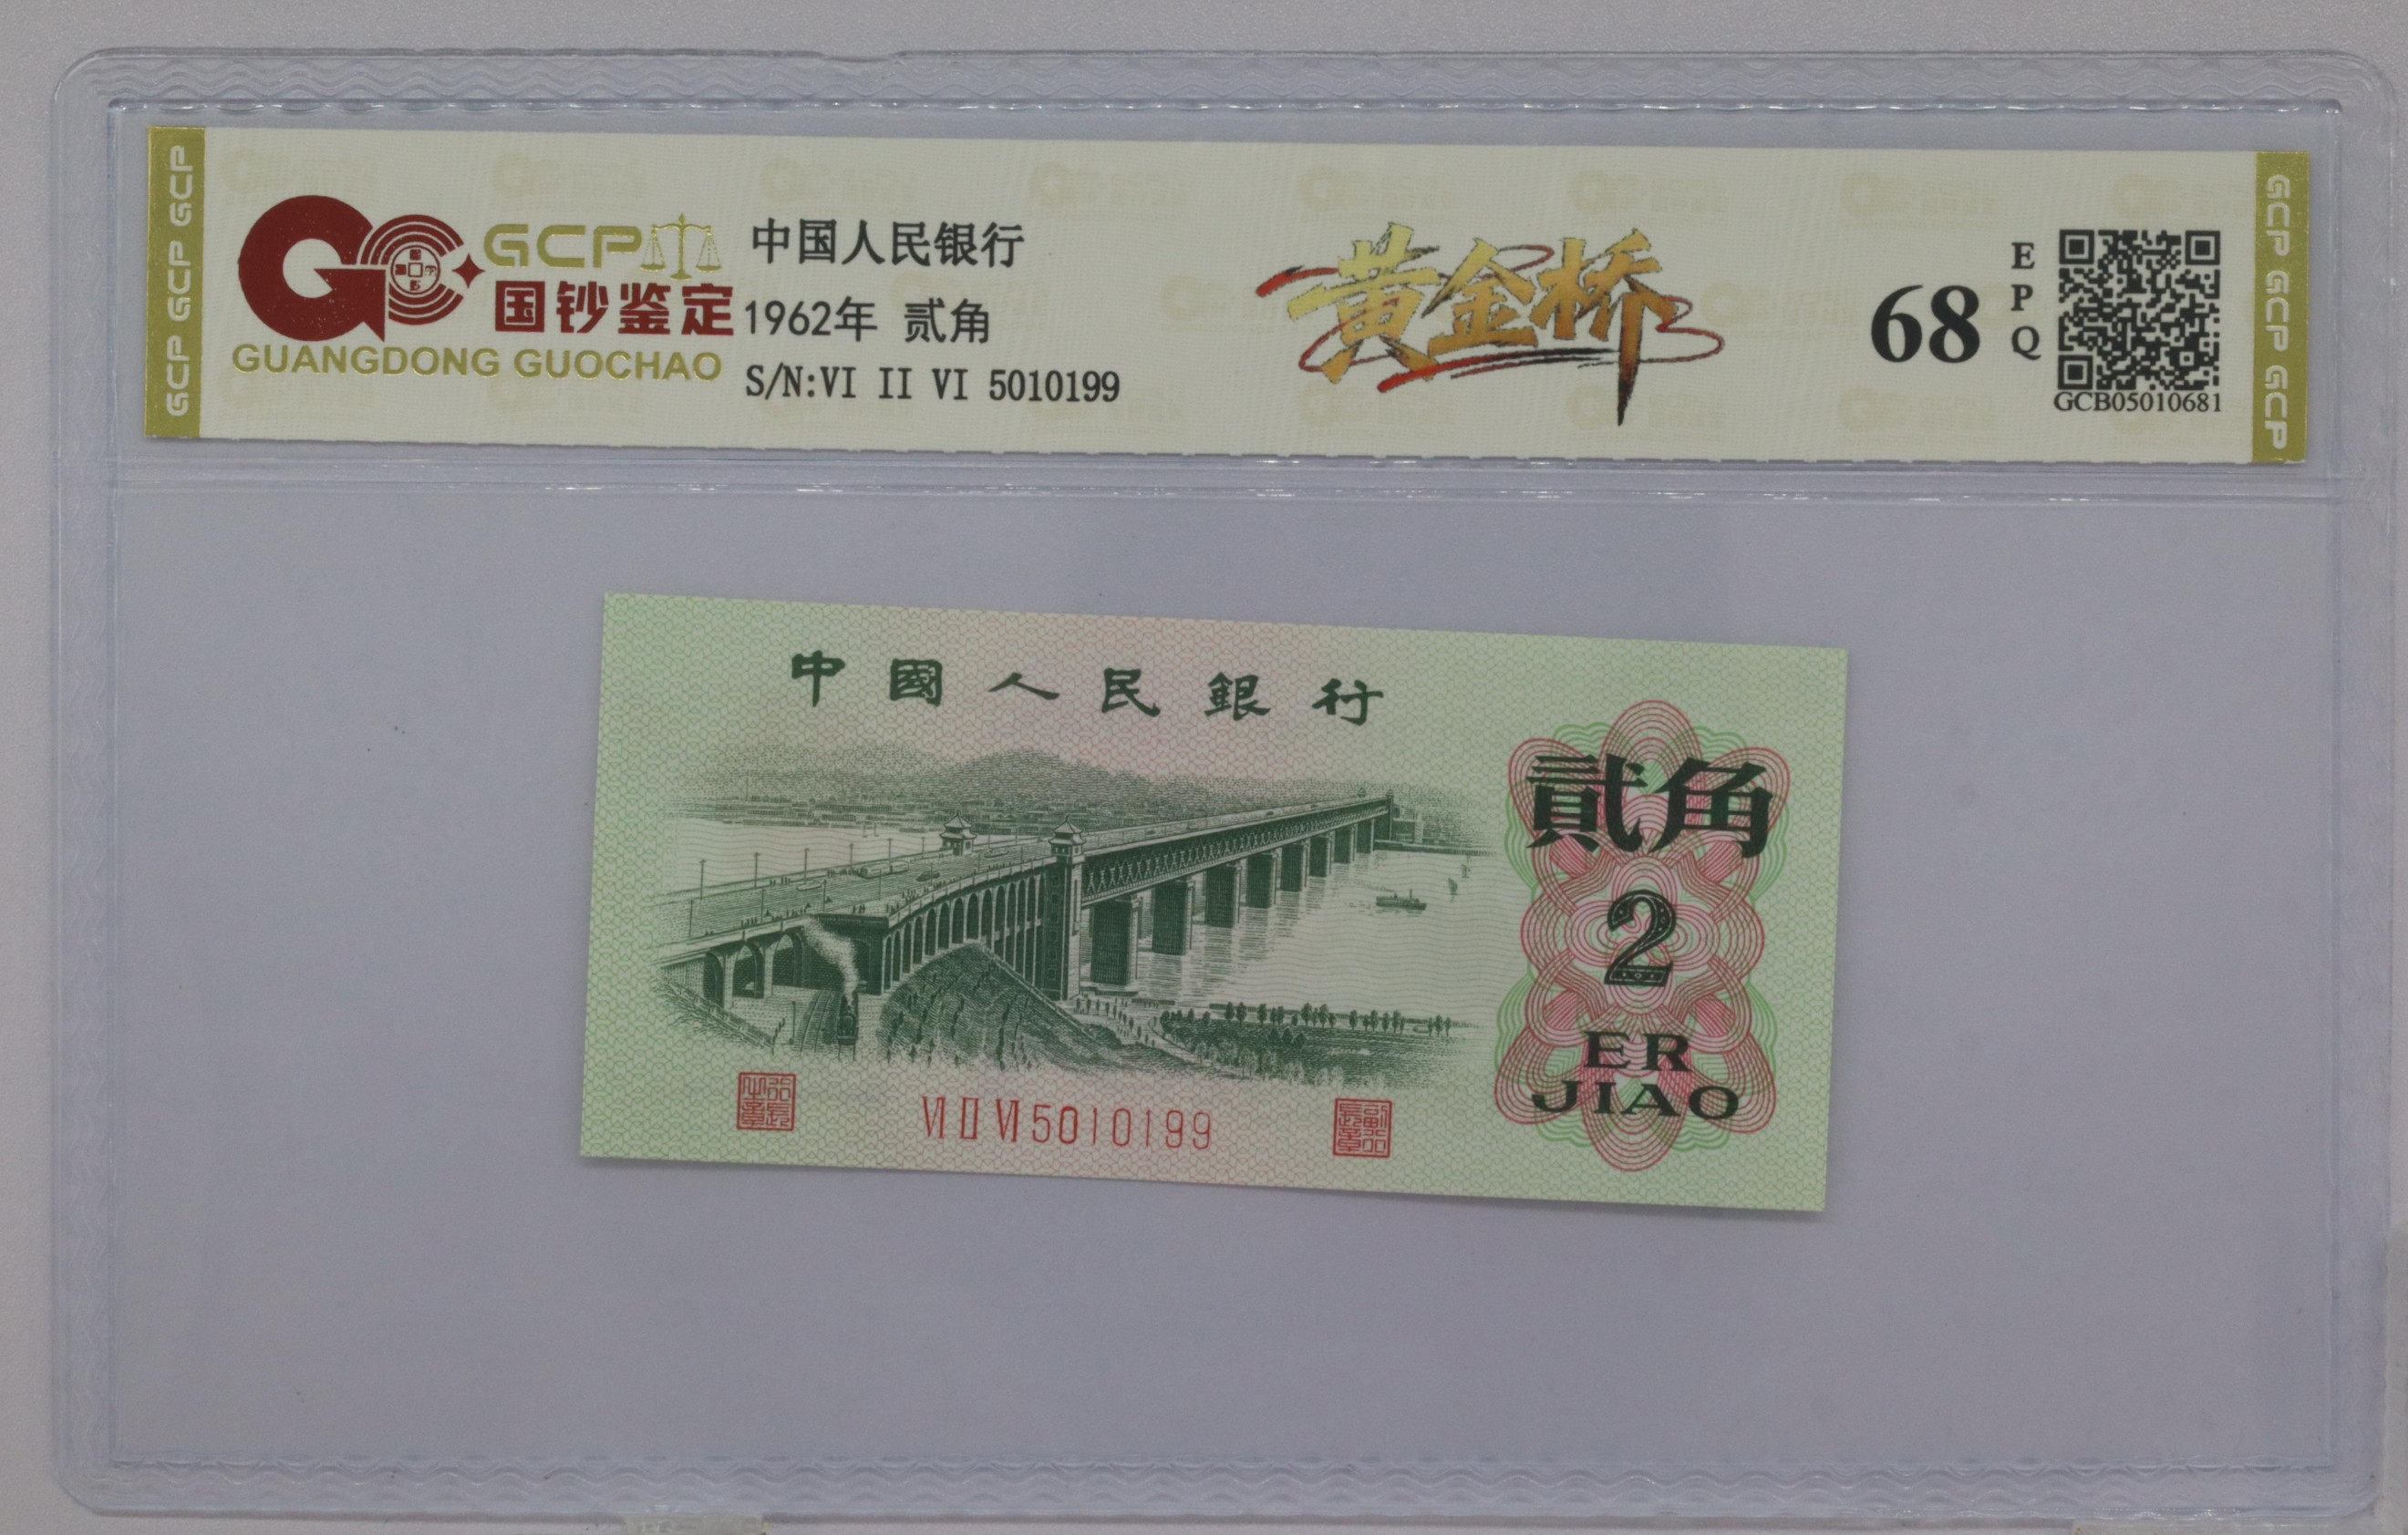 GCP GCP GCP
GCP
国钞鉴定
GUANGDONG GUOCHAO
中国人民银行
1962年 贰角
S/N:VI II VI 5010199
黄金桥
68
EPQ
GCB05010681
GCP GCP GCP
中國人民銀行
貳角
2
ER
JIAO
VI II VI 5010199